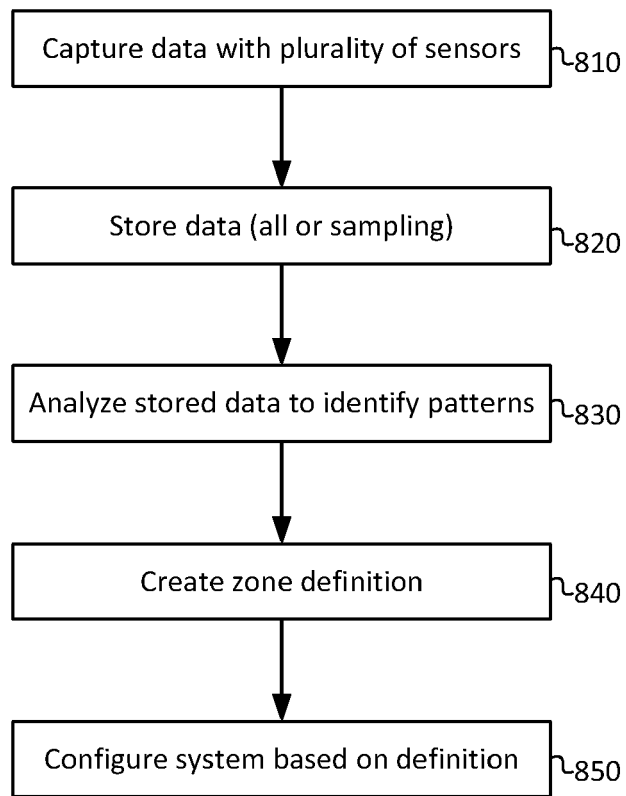 Capture data with plurality of sensors 810
Store data (all or sampling) 820
Analyze stored data to identify patterns 830
Create zone definition 840
Configure system based on definition 850